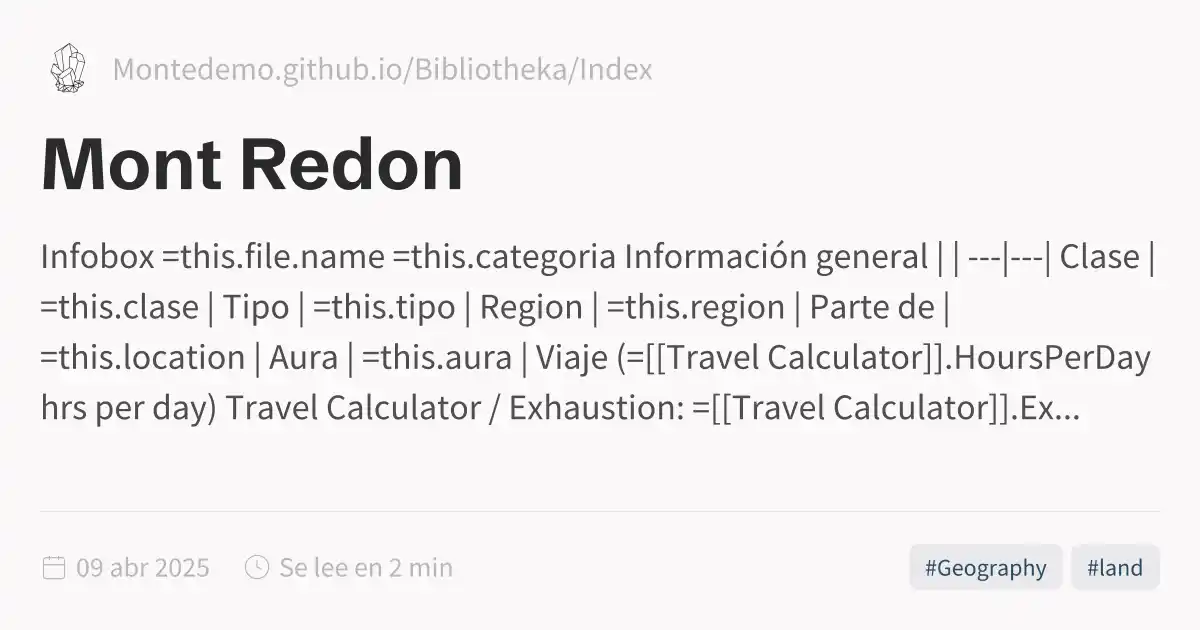 Montedemo.github.io/Bibliotheka/Index
Mont Redon
Infobox =this.file.name =this.categoria Información general | | ---|---| Clase |
=this.clase | Tipo | =this.tipo | Region | =this.region | Parte de |
=this.location | Aura | =this.aura | Viaje (=[[Travel Calculator]].HoursPerDay
hrs per day) Travel Calculator / Exhaustion: =[[Travel Calculator]].Ex...
09 abr 2025 Se lee en 2 min #Geography #land